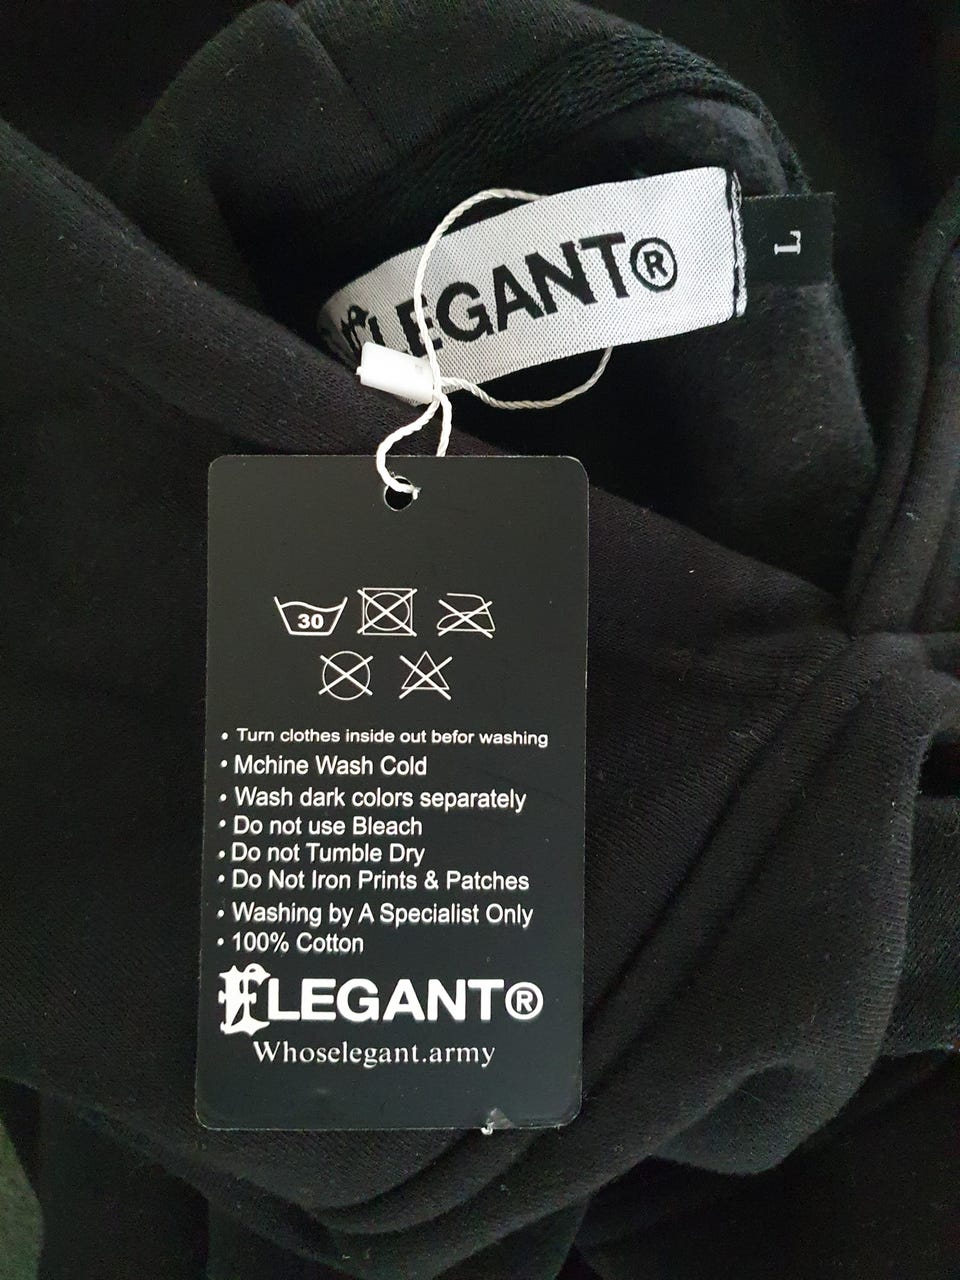 ELEGANT®
L
30
• Turn clothes inside out befor washing
• Mchine Wash Cold
• Wash dark colors separately
• Do not use Bleach
• Do not Tumble Dry
• Do Not Iron Prints & Patches
• Washing by A Specialist Only
• 100% Cotton
ELEGANT®
Whoselegant.army